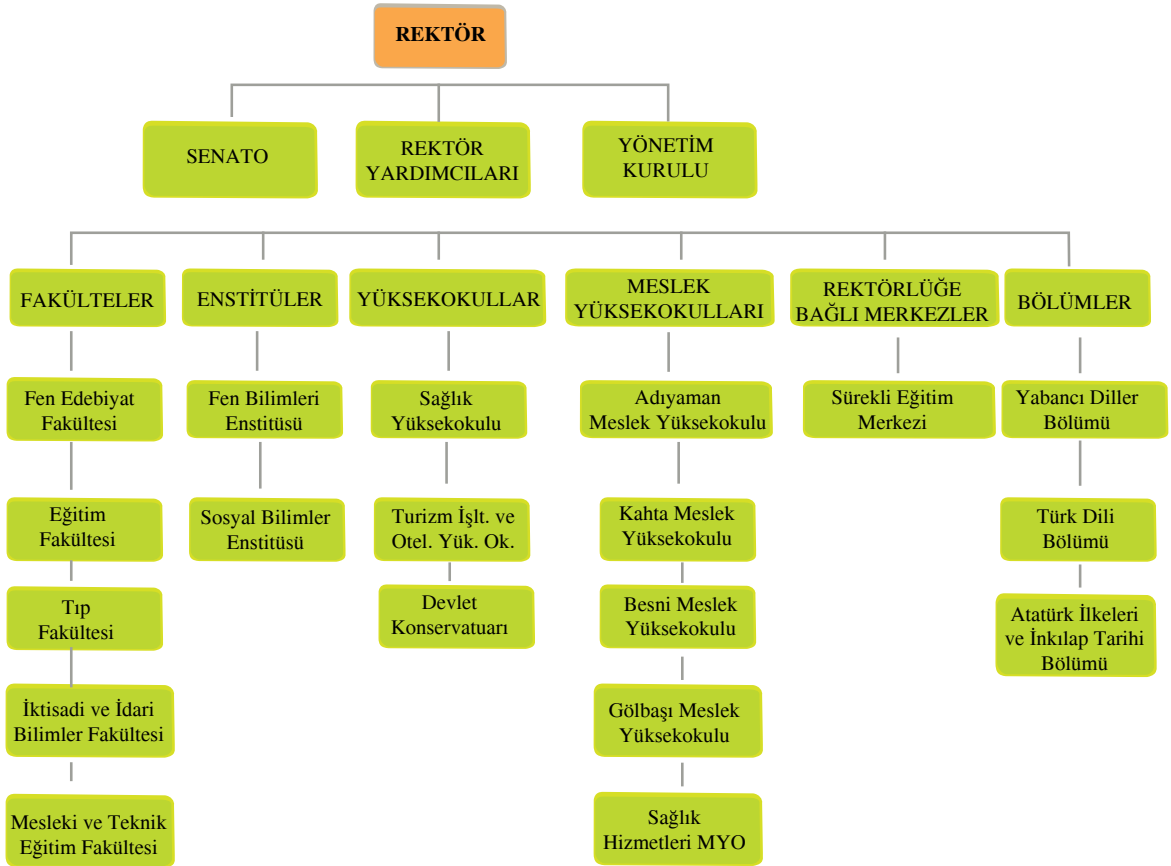 REKTÖR
SENATO
REKTÖR
YARDIMCILARI
YÖNETİM
KURULU
FAKÜLTELER
ENSTİTÜLER
YÜKSEKOKULLAR
MESLEK
YÜKSEKOKULLARI
REKTÖRLÜĞE
BAĞLI MERKEZLER
BÖLÜMLER
Fen Edebiyat
Fakültesi
Fen Bilimleri
Enstitüsü
Sağlık
Yüksekokulu
Adıyaman
Meslek Yüksekokulu
Sürekli Eğitim
Merkezi
Yabancı Diller
Bölümü
Eğitim
Fakültesi
Sosyal Bilimler
Enstitüsü
Turizm İşlt. ve
Otel. Yük. Ok.
Kahta Meslek
Yüksekokulu
Türk Dili
Bölümü
Tıp
Fakültesi
Devlet
Konservatuarı
Besni Meslek
Yüksekokulu
Atatürk İlkeleri
ve İnkılap Tarihi
Bölümü
İktisadi ve İdari
Bilimler Fakültesi
Gölbaşı Meslek
Yüksekokulu
Mesleki ve Teknik
Eğitim Fakültesi
Sağlık
Hizmetleri MYO